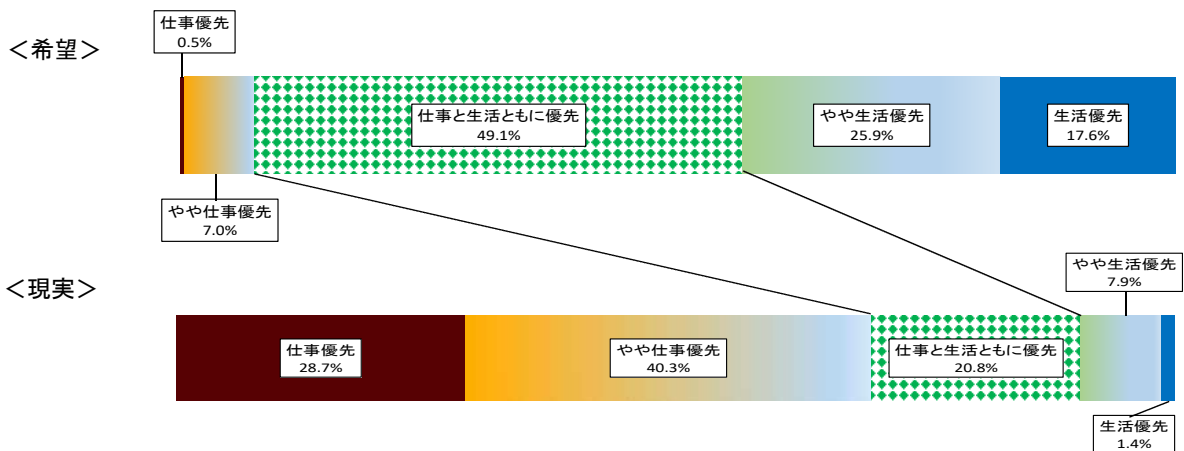 仕事優先
0.5%
＜希望＞
仕事と生活ともに優先
49.1%
やや生活優先
25.9%
生活優先
17.6%
やや仕事優先
7.0%
やや生活優先
7.9%
＜現実＞
仕事優先
28.7%
やや仕事優先
40.3%
仕事と生活ともに優先
20.8%
生活優先
1.4%